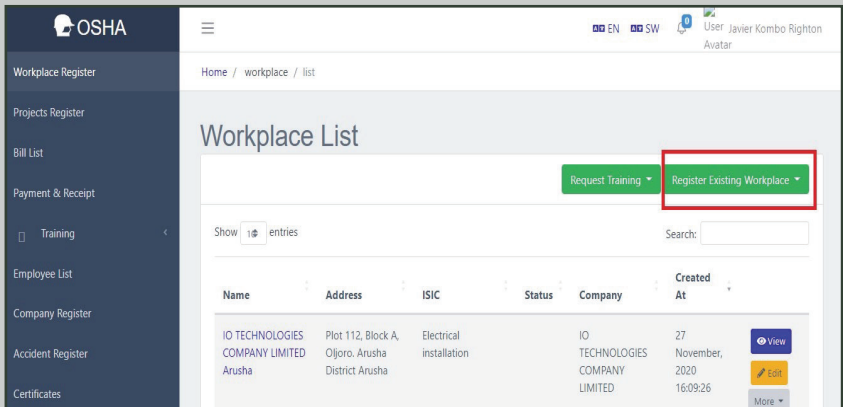 OSHA
EN SW 0 User Avatar Javier Kombo Righton
Workplace Register
Projects Register
Bill List
Payment & Receipt
Training
Employee List
Company Register
Accident Register
Certificates
Home / workplace / list
Workplace List
Request Training Register Existing Workplace
Show entries Search:
Name Address ISIC Status Company Created At
IO TECHNOLOGIES Plot 112, Block A, Electrical IO 27 View
COMPANY LIMITED Oljoro. Arusha installation TECHNOLOGIES November,
Arusha District Arusha COMPANY 2020 Edit
LIMITED 16:09:26
More